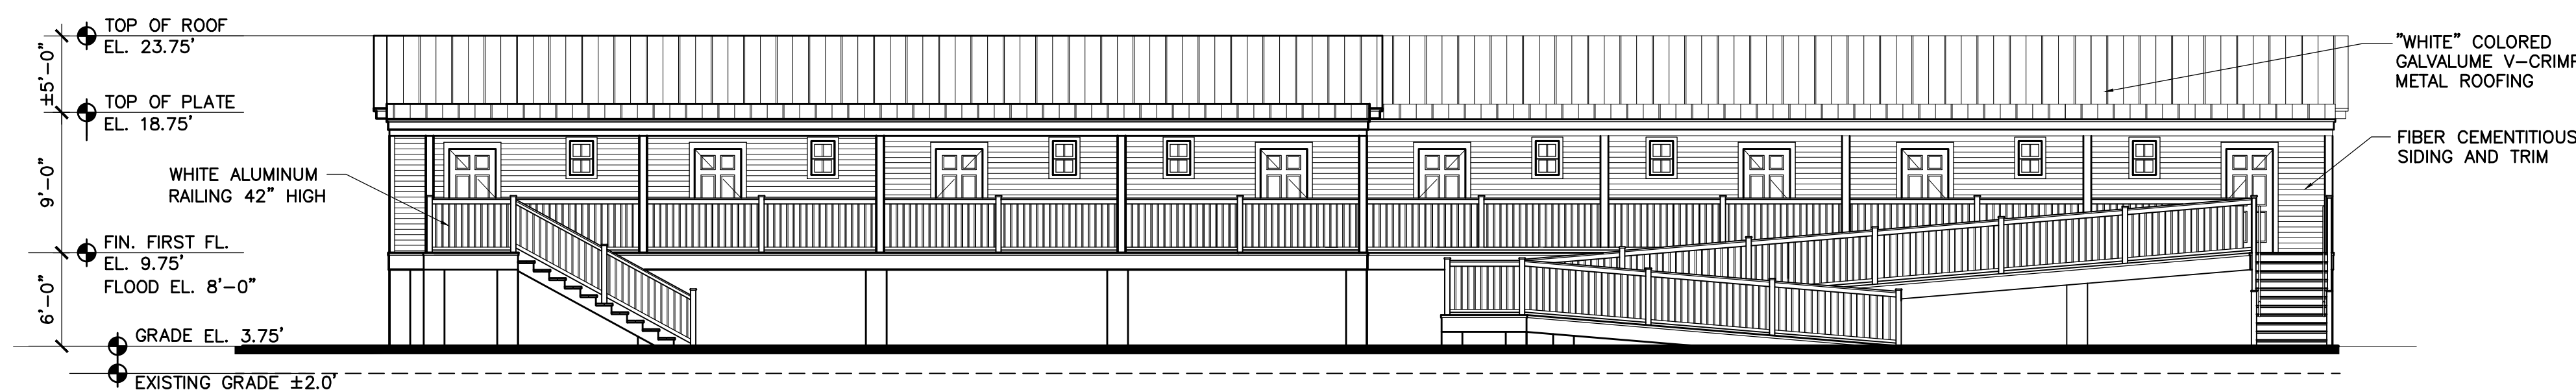 TOP OF ROOF
EL. 23.75'
±5'-0"
TOP OF PLATE
EL. 18.75'
9'-0"
WHITE ALUMINUM
RAILING 42" HIGH
FIN. FIRST FL.
EL. 9.75'
FLOOD EL. 8'-0"
6'-0"
GRADE EL. 3.75'
EXISTING GRADE ±2.0'
"WHITE" COLORED
GALVALUME V-CRIMP
METAL ROOFING
FIBER CEMENTITIOUS
SIDING AND TRIM